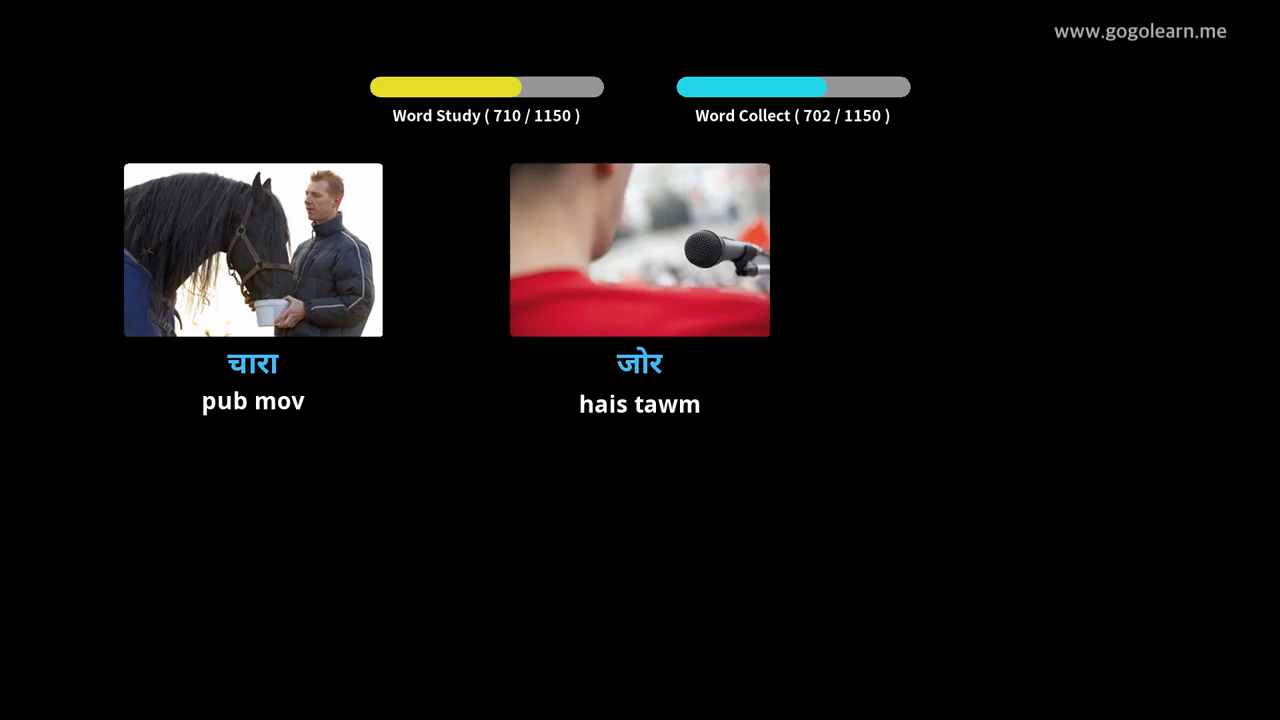 www.gogolearn.me
Word Study ( 710 / 1150 )
Word Collect ( 702 / 1150 )
चारा
pub mov
जोर
hais tawm